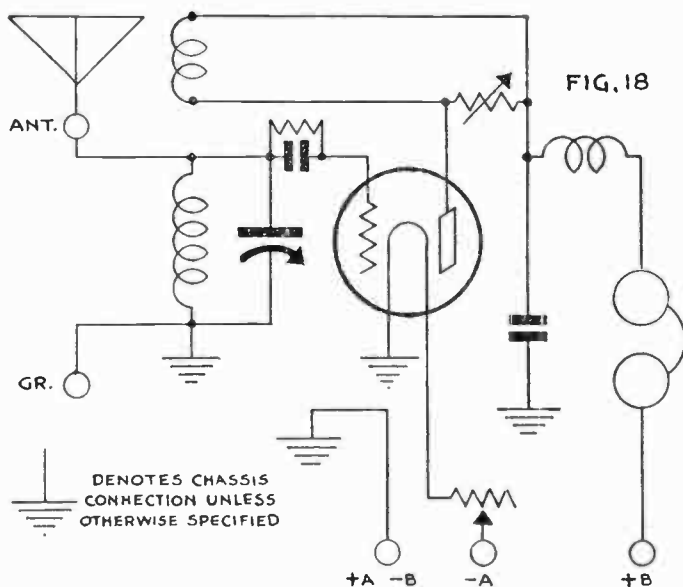 FIG. 18
ANT.
GR.
DENOTES CHASSIS
CONNECTION UNLESS
OTHERWISE SPECIFIED
+A -B
-A
+B